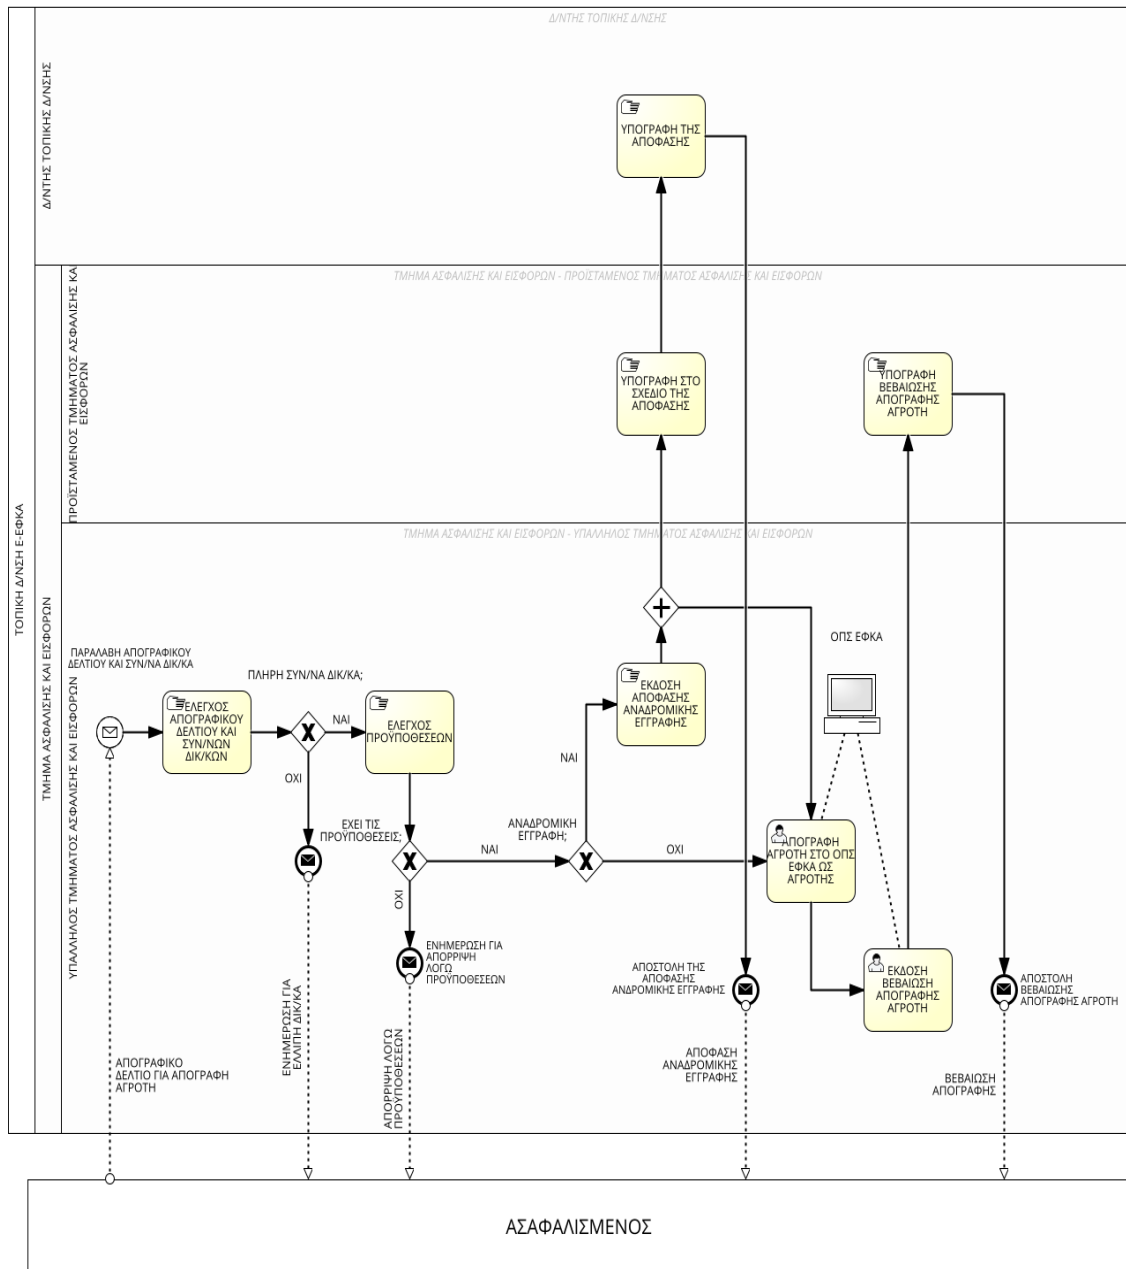 Δ/ΝΤΗΣ ΤΟΠΙΚΗΣ Δ/ΝΣΗΣ
Δ/ΝΤΗΣ ΤΟΠΙΚΗΣ Δ/ΝΣΗΣ
ΥΠΟΓΡΑΦΗ ΤΗΣ
ΑΠΟΦΑΣΗΣ
ΤΟΠΙΚΗ Δ/ΝΣΗ Ε-ΕΦΚΑ
ΤΜΗΜΑ ΑΣΦΑΛΙΣΗΣ ΚΑΙ ΕΙΣΦΟΡΩΝ
ΠΡΟΪΣΤΑΜΕΝΟΣ ΤΜΗΜΑΤΟΣ ΑΣΦΑΛΙΣΗΣ ΚΑ
ΕΙΣΦΟΡΩΝ
ΤΜΗΜΑ ΑΣΦΑΛΙΣΗΣ ΚΑΙ ΕΙΣΦΟΡΩΝ - ΠΡΟΪΣΤΑΜΕΝΟΣ ΤΜΗΜΑΤΟΣ ΑΣΦΑΛΙΣΗΣ ΚΑΙ ΕΙΣΦΟΡΩΝ
ΥΠΟΓΡΑΦΗ ΣΤΟ
ΣΧΕΔΙΟ ΤΗΣ
ΑΠΟΦΑΣΗΣ
ΥΠΟΓΡΑΦΗ
ΒΕΒΑΙΩΣΗΣ
ΑΠΟΓΡΑΦΗΣ
ΑΓΡΟΤΗ
ΥΠΑΛΛΗΛΟΣ ΤΜΗΜΑΤΟΣ ΑΣΦΑΛΙΣΗΣ ΚΑΙ ΕΙΣΦΟΡΩΝ
ΤΜΗΜΑ ΑΣΦΑΛΙΣΗΣ ΚΑΙ ΕΙΣΦΟΡΩΝ - ΥΠΑΛΛΗΛΟΣ ΤΜΗΜΑΤΟΣ ΑΣΦΑΛΙΣΗΣ ΚΑΙ ΕΙΣΦΟΡΩΝ
ΠΑΡΑΛΑΒΗ ΑΠΟΓΡΑΦΙΚΟΥ
ΔΕΛΤΙΟΥ ΚΑΙ ΣΥΝ/ΝΑ ΔΙΚ/ΚΑ
ΕΛΕΓΧΟΣ
ΑΠΟΓΡΑΦΙΚΟΥ
ΔΕΛΤΙΟΥ ΚΑΙ
ΣΥΝ/ΝΩΝ
ΔΙΚ/ΚΩΝ
ΠΛΗΡΗ ΣΥΝ/ΝΑ ΔΙΚ/ΚΑ;
ΝΑΙ
ΟΧΙ
ΕΛΕΓΧΟΣ
ΠΡΟΫΠΟΘΕΣΕΩΝ
ΕΧΕΙ ΤΙΣ
ΠΡΟΫΠΟΘΕΣΕΙΣ;
ΝΑΙ
ΟΧΙ
ΑΝΑΔΡΟΜΙΚΗ
ΕΓΓΡΑΦΗ;
ΝΑΙ
ΟΧΙ
ΕΚΔΟΣΗ
ΑΠΟΦΑΣΗΣ
ΑΝΑΔΡΟΜΙΚΗΣ
ΕΓΓΡΑΦΗΣ
ΟΠΣ ΕΦΚΑ
ΑΠΟΓΡΑΦΗ
ΑΓΡΟΤΗ ΣΤΟ ΟΠΣ
ΕΦΚΑ ΩΣ
ΑΓΡΟΤΗΣ
ΕΚΔΟΣΗ
ΒΕΒΑΙΩΣΗ
ΑΠΟΓΡΑΦΗΣ
ΑΓΡΟΤΗ
ΕΝΗΜΕΡΩΣΗ ΓΙΑ
ΑΠΟΡΡΙΨΗ
ΛΟΓΩ
ΠΡΟΫΠΟΘΕΣΕΩΝ
ΑΠΟΣΤΟΛΗ ΤΗΣ
ΑΠΟΦΑΣΗΣ
ΑΝΔΡΟΜΙΚΗΣ ΕΓΓΡΑΦΗΣ
ΑΠΟΣΤΟΛΗ
ΒΕΒΑΙΩΣΗΣ
ΑΠΟΓΡΑΦΗΣ ΑΓΡΟΤΗ
ΑΠΟΓΡΑΦΙΚΟ
ΔΕΛΤΙΟ ΓΙΑ ΑΠΟΓΡΑΦΗ
ΑΓΡΟΤΗ
ΕΝΗΜΕΡΩΣΗ ΓΙΑ
ΕΛΛΙΠΗ ΔΙΚ/ΚΑ
ΑΠΟΡΡΙΨΗ ΛΟΓΩ
ΠΡΟΫΠΟΘΕΣΕΩΝ
ΑΠΟΦΑΣΗ
ΑΝΑΔΡΟΜΙΚΗΣ
ΕΓΓΡΑΦΗΣ
ΒΕΒΑΙΩΣΗ
ΑΠΟΓΡΑΦΗΣ
ΑΣΑΦΑΛΙΣΜΕΝΟΣ